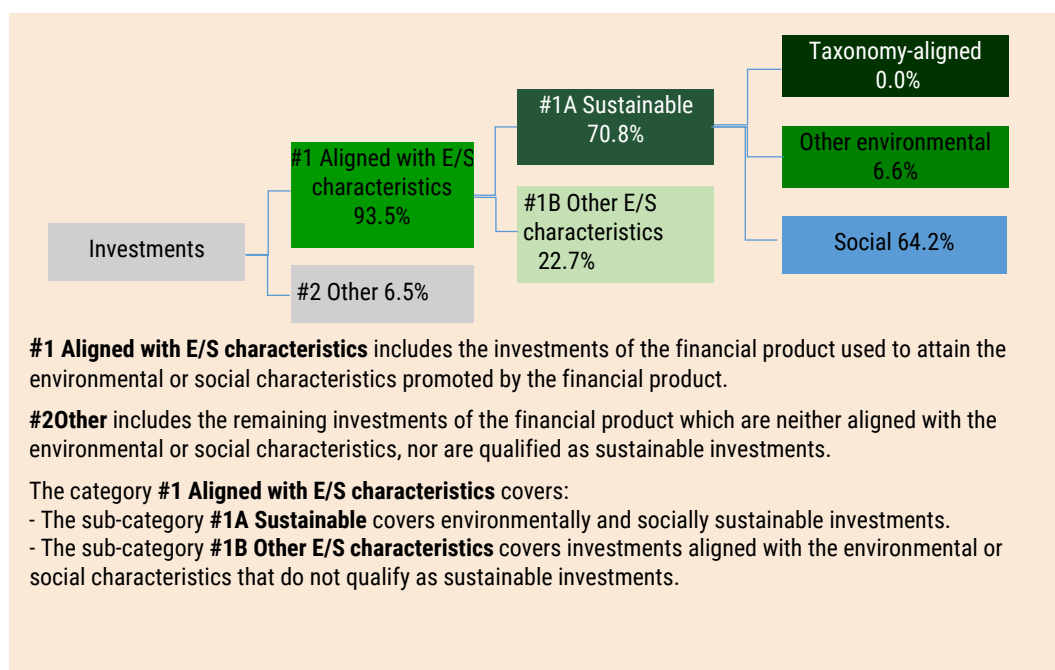 Taxonomy-aligned
0.0%
#1A Sustainable
70.8%
Other environmental
6.6%
#1 Aligned with E/S
characteristics
93.5%
#1B Other E/S
characteristics
22.7%
Social 64.2%
Investments
#2 Other 6.5%
#1 Aligned with E/S characteristics includes the investments of the financial product used to attain the
environmental or social characteristics promoted by the financial product.
#2Other includes the remaining investments of the financial product which are neither aligned with the
environmental or social characteristics, nor are qualified as sustainable investments.
The category #1 Aligned with E/S characteristics covers:
- The sub-category #1A Sustainable covers environmentally and socially sustainable investments.
- The sub-category #1B Other E/S characteristics covers investments aligned with the environmental or
social characteristics that do not qualify as sustainable investments.